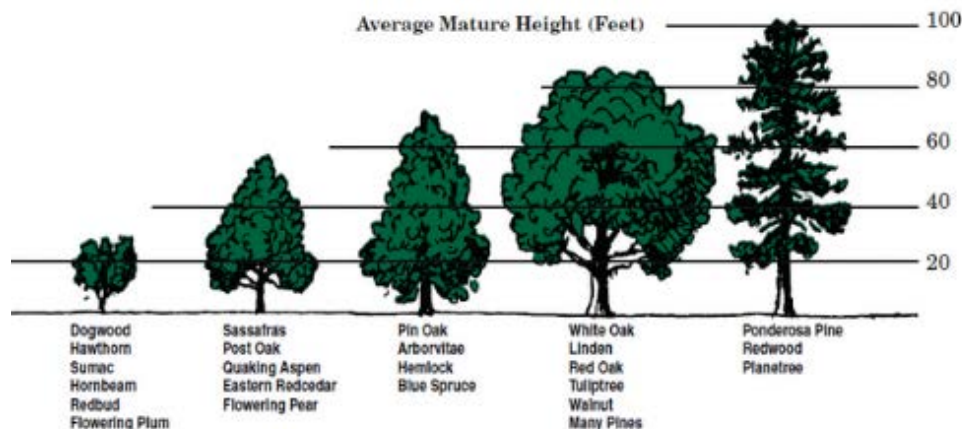 Average Mature Height (Feet)
100
80
60
40
20
Dogwood
Hawthorn
Sumac
Hornbeam
Redbud
Flowering Plum
Sassafras
Post Oak
Quaking Aspen
Eastern Redcedar
Flowering Pear
Pin Oak
Arborvitae
Hemlock
Blue Spruce
White Oak
Linden
Red Oak
Tuliptree
Walnut
Many Pines
Ponderosa Pine
Redwood
Planetree